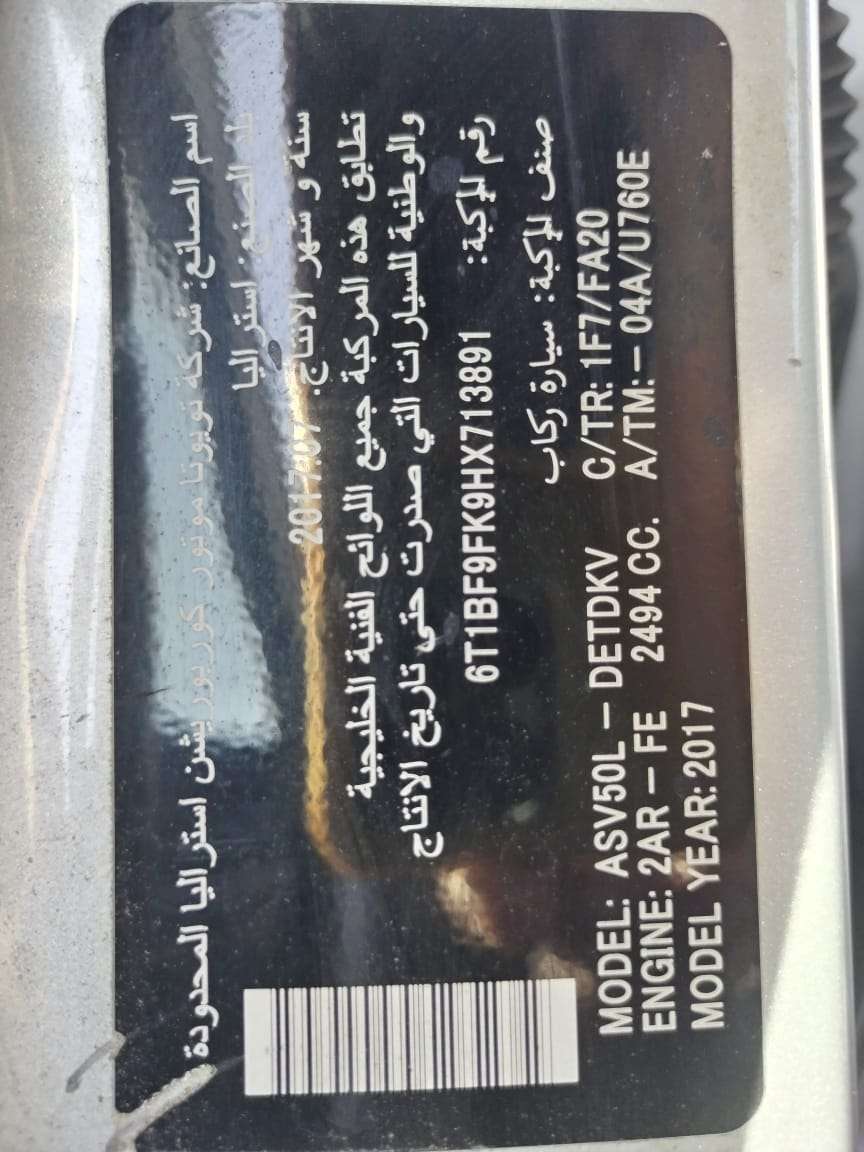 اسم الصانع: شركة تويوتا موتور كوربوريشن استراليا المحدودة
بلد الصنع: استراليا
سنة و شهر الانتاج: 2017.07
تطابق هذه المركبة جميع اللوائح الفنية الخليجية
والوطنية للسيارات التي صدرت حتى تاريخ الانتاج
رقم المركبة: 6T1BF9FK9HX713891
صنف المركبة: سيارة ركاب
MODEL: ASV50L – DETDKV C/TR: 1F7/FA20
ENGINE: 2AR – FE 2494 CC. A/TM: – 04A/U760E
MODEL YEAR: 2017